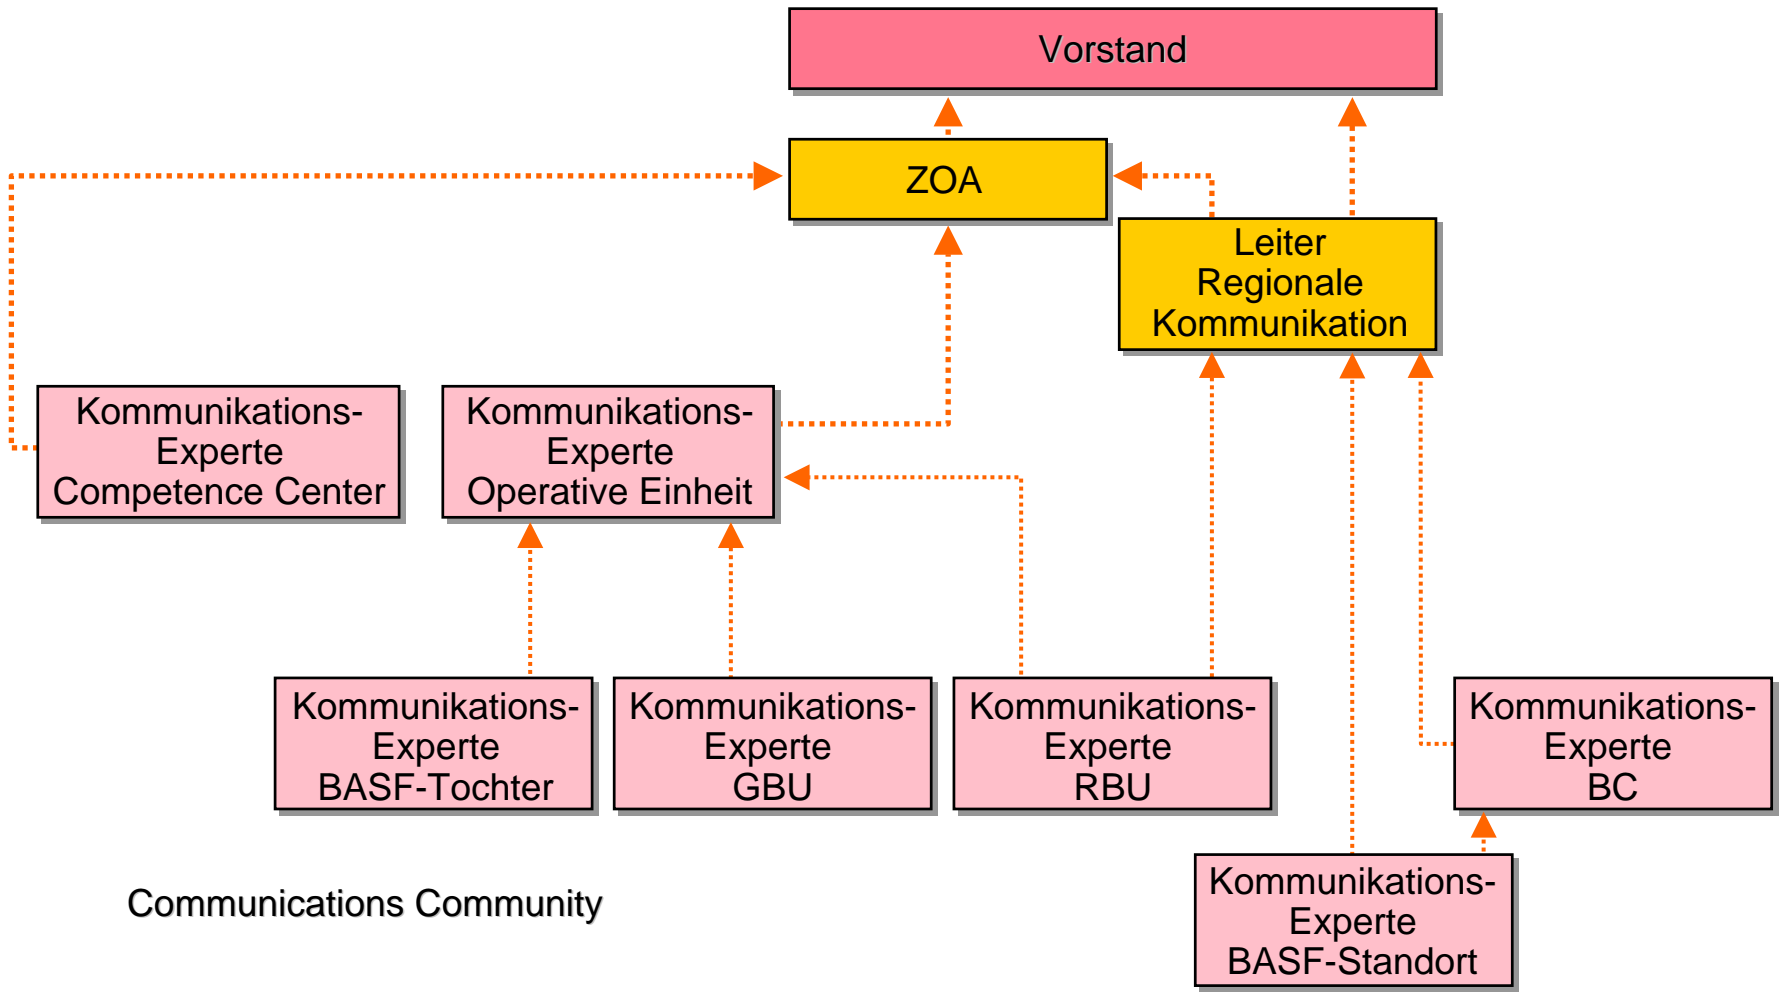 Vorstand
ZOA
Leiter
Regionale
Kommunikation
Kommunikations-
Experte
Competence Center
Kommunikations-
Experte
Operative Einheit
Kommunikations-
Experte
BASF-Tochter
Kommunikations-
Experte
GBU
Kommunikations-
Experte
RBU
Kommunikations-
Experte
BC
Kommunikations-
Experte
BASF-Standort
Communications Community